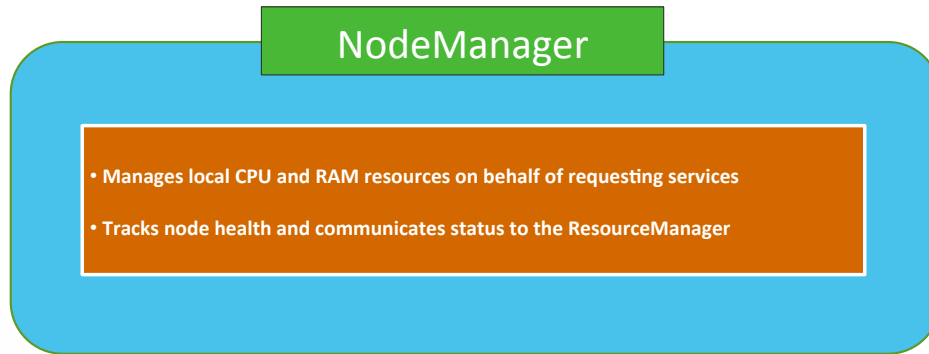 NodeManager
• Manages local CPU and RAM resources on behalf of requesting services
• Tracks node health and communicates status to the ResourceManager